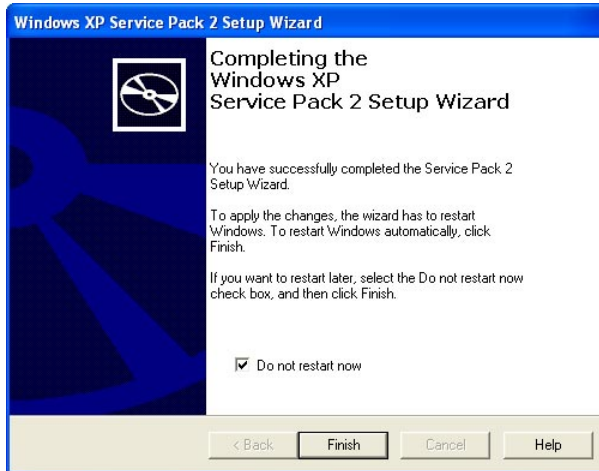 Windows XP Service Pack 2 Setup Wizard
Completing the
Windows XP
Service Pack 2 Setup Wizard
You have successfully completed the Service Pack 2
Setup Wizard.
To apply the changes, the wizard has to restart
Windows. To restart Windows automatically, click
Finish.
If you want to restart later, select the Do not restart now
check box, and then click Finish.
Do not restart now
< Back Finish Cancel Help